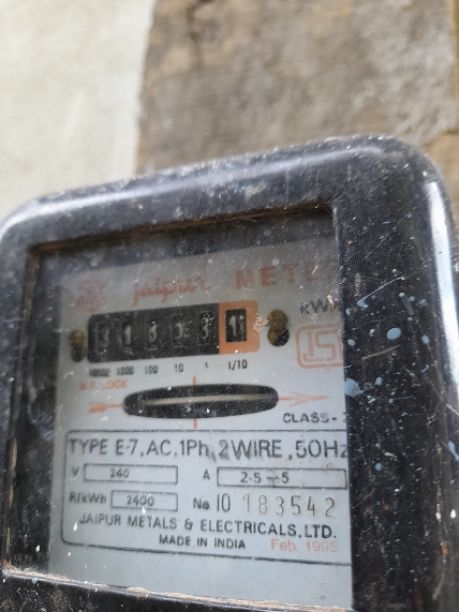 jaipur METE
KWh
10000 1000 100 10 1 1/10
CLASS-
TYPE E-7, AC, 1Ph, 2WIRE, 50Hz
V 240 A 2.5-5
R/kWh 2400 No 10 183542
JAIPUR METALS & ELECTRICALS. LTD.
MADE IN INDIA Feb. 1995